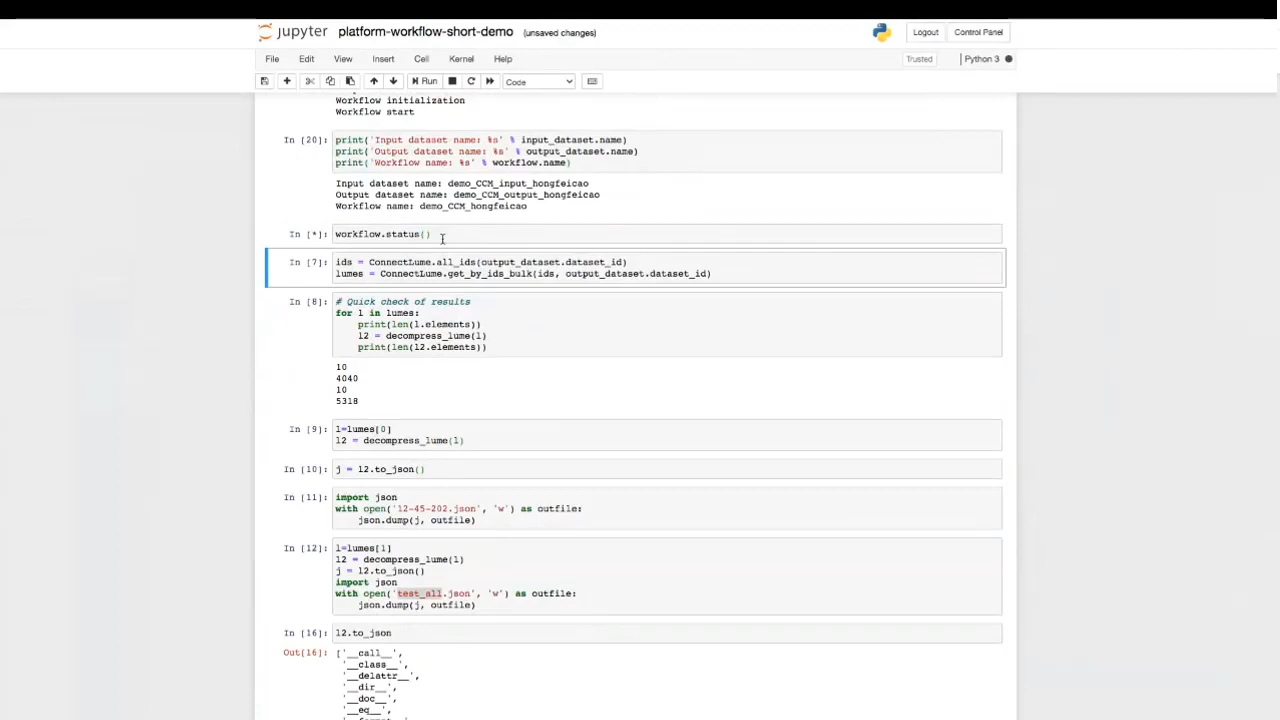 jupyter platform-workflow-short-demo (unsaved changes) Logout Control Panel
File Edit View Insert Cell Kernel Help Trusted Python 3
Run Code
Workflow initialization
Workflow start
In [20]: print('Input dataset name: %s' % input_dataset.name)
print('Output dataset name: %s' % output_dataset.name)
print('Workflow name: %s' % workflow.name)
Input dataset name: demo_CCM_input_hongfeicao
Output dataset name: demo_CCM_output_hongfeicao
Workflow name: demo_CCM_hongfeicao
In [*]: workflow.status()
In [7]: ids = ConnectLume.all_ids(output_dataset.dataset_id)
lumes = ConnectLume.get_by_ids_bulk(ids, output_dataset.dataset_id)
In [8]: # Quick check of results
for l in lumes:
print(len(l.elements))
l2 = decompress_lume(l)
print(len(l2.elements))
10
4040
10
5318
In [9]: l=lumes[0]
l2 = decompress_lume(l)
In [10]: j = l2.to_json()
In [11]: import json
with open('12-45-202.json', 'w') as outfile:
json.dump(j, outfile)
In [12]: l=lumes[1]
l2 = decompress_lume(l)
j = l2.to_json()
import json
with open('test_all.json', 'w') as outfile:
json.dump(j, outfile)
In [16]: l2.to_json
Out[16]: ['__call__',
'__class__',
'__delattr__',
'__dir__',
'__doc__',
'__eq__',